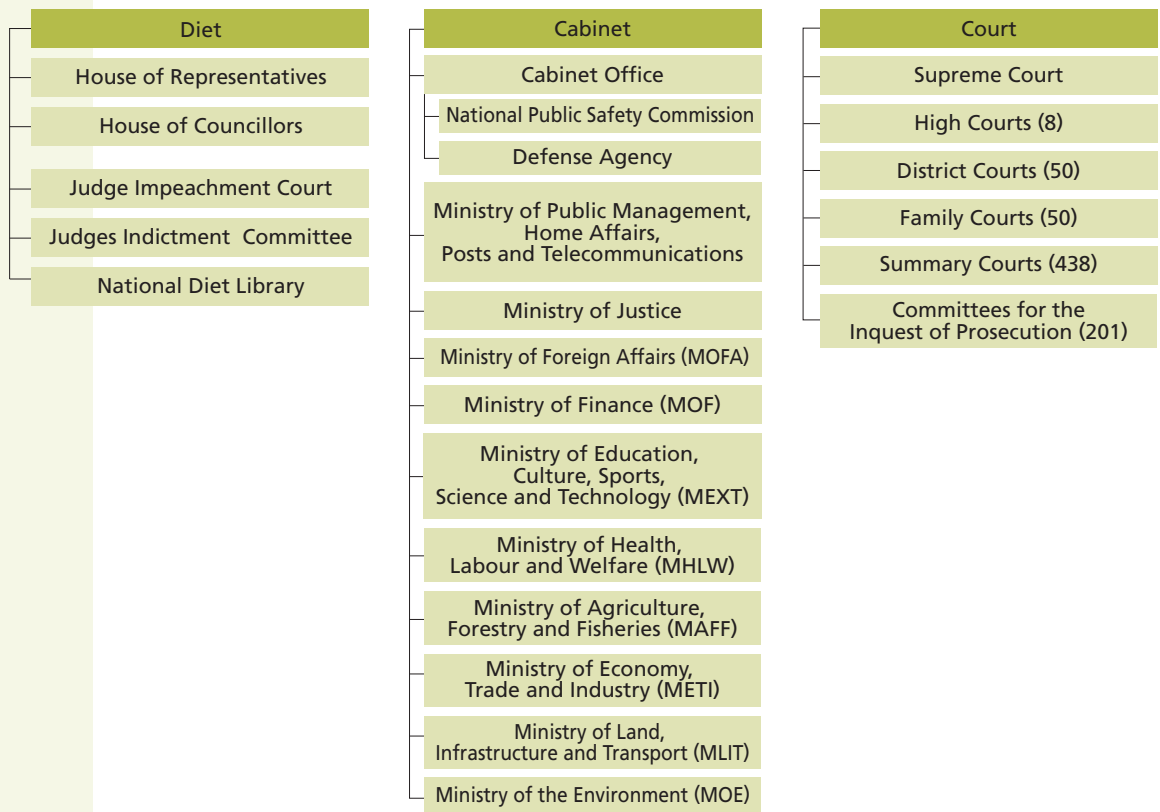 Diet
House of Representatives
House of Councillors
Judge Impeachment Court
Judges Indictment Committee
National Diet Library
Cabinet
Cabinet Office
National Public Safety Commission
Defense Agency
Ministry of Public Management,
Home Affairs,
Posts and Telecommunications
Ministry of Justice
Ministry of Foreign Affairs (MOFA)
Ministry of Finance (MOF)
Ministry of Education,
Culture, Sports,
Science and Technology (MEXT)
Ministry of Health,
Labour and Welfare (MHLW)
Ministry of Agriculture,
Forestry and Fisheries (MAFF)
Ministry of Economy,
Trade and Industry (METI)
Ministry of Land,
Infrastructure and Transport (MLIT)
Ministry of the Environment (MOE)
Court
Supreme Court
High Courts (8)
District Courts (50)
Family Courts (50)
Summary Courts (438)
Committees for the
Inquest of Prosecution (201)